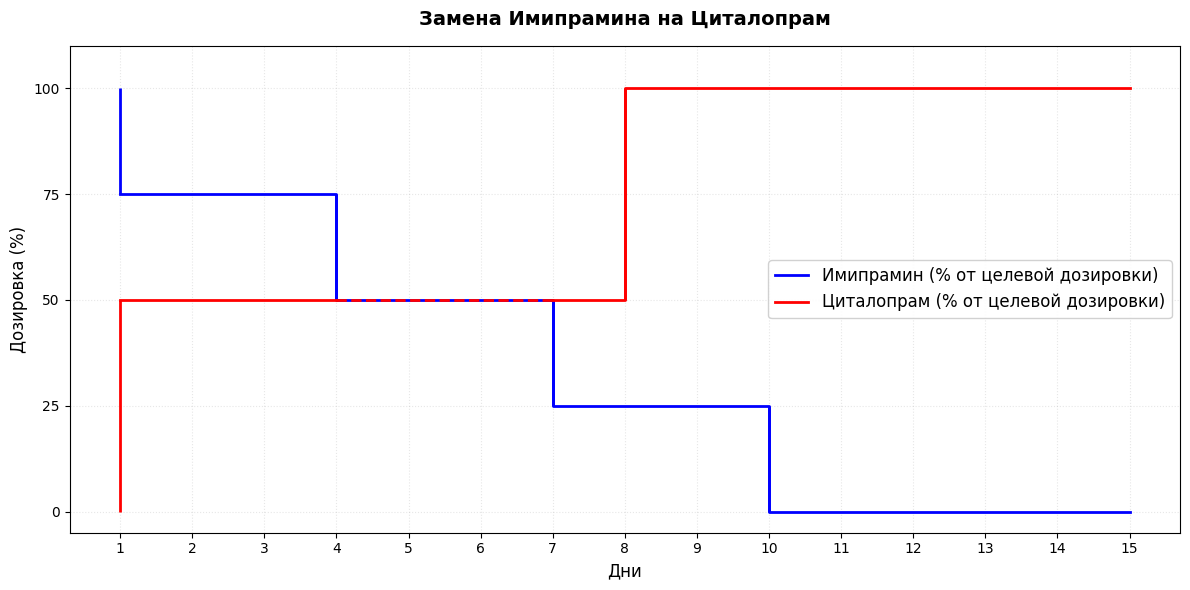 Замена Имипрамина на Циталопрам
Дозировка (%)
100
75
50
25
0
Имипрамин (% от целевой дозировки)
Циталопрам (% от целевой дозировки)
1 2 3 4 5 6 7 8 9 10 11 12 13 14 15
Дни